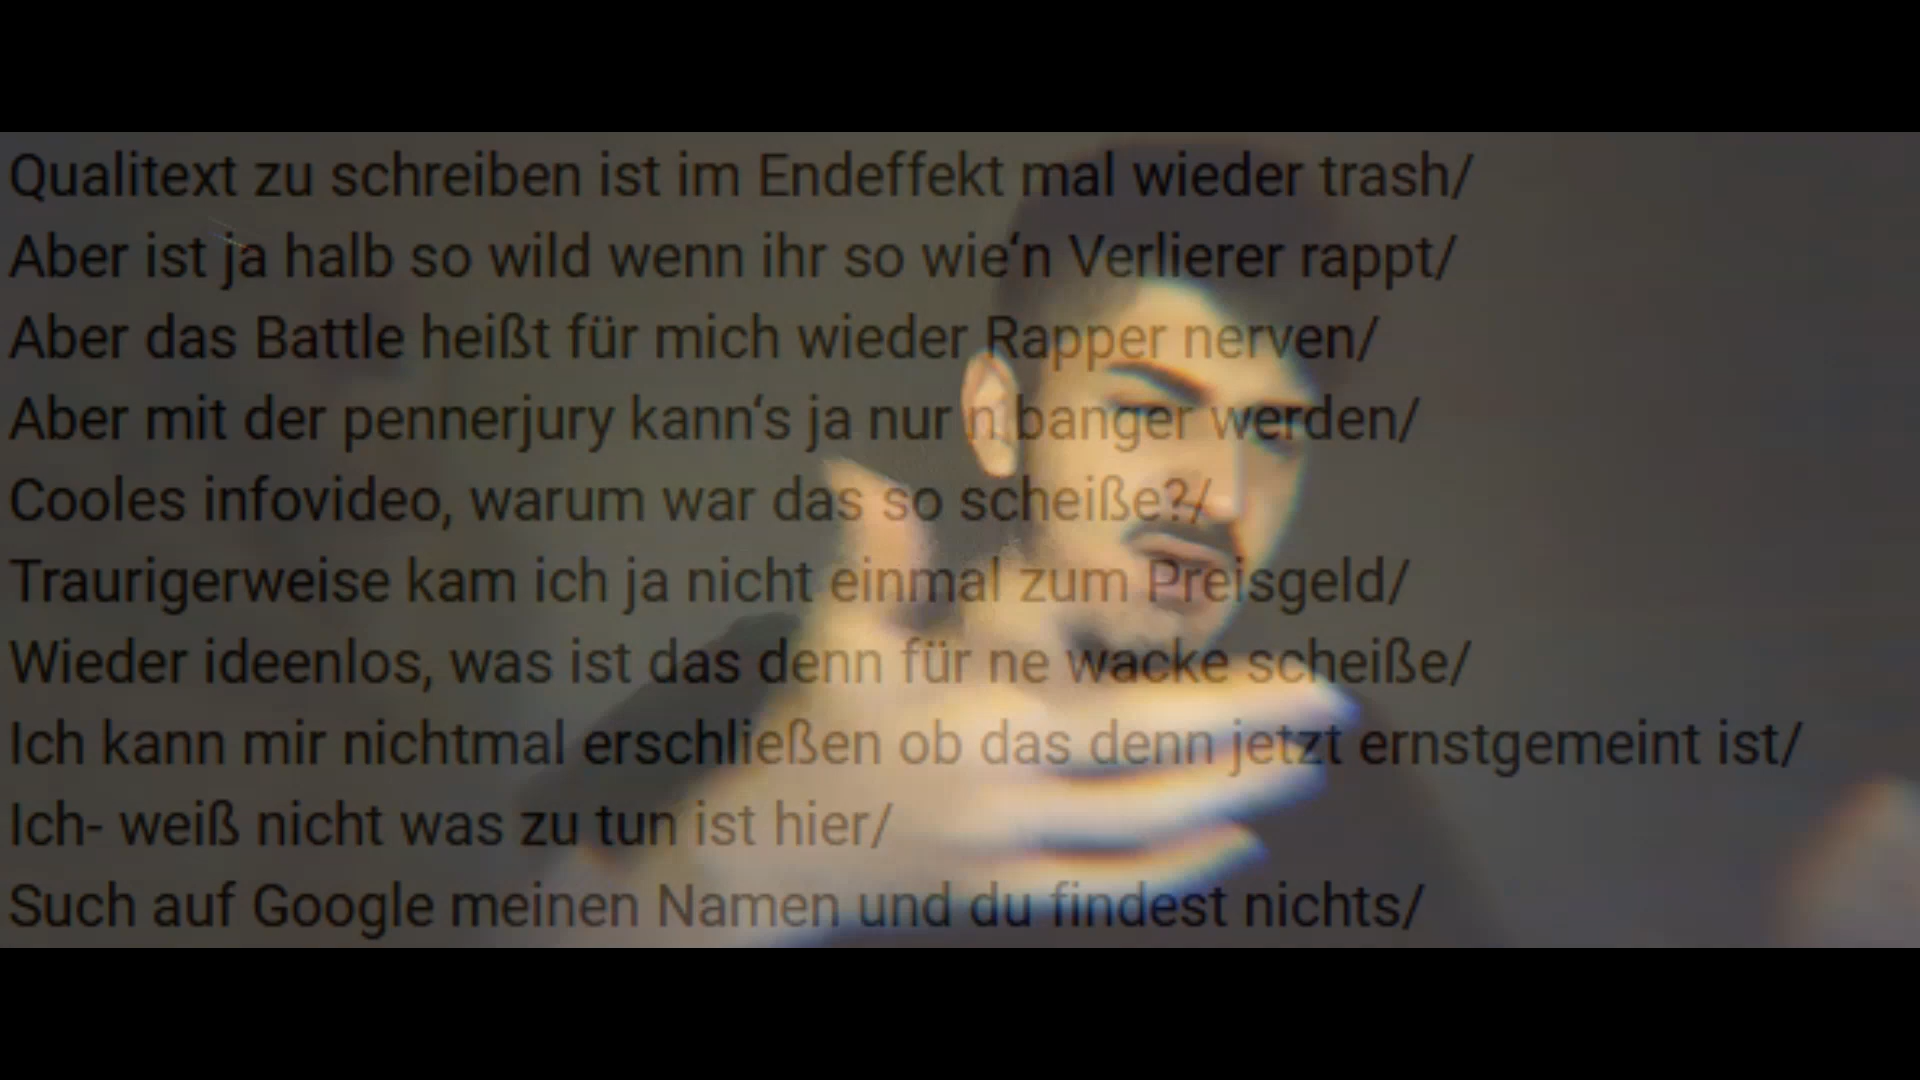 Qualitext zu schreiben ist im Endeffekt mal wieder trash/
Aber ist ja halb so wild wenn ihr so wie‘n Verlierer rappt/
Aber das Battle heißt für mich wieder Rapper nerven/
Aber mit der pennerjury kann‘s ja nur n banger werden/
Cooles infovideo, warum war das so scheiße?/
Traurigerweise kam ich ja nicht einmal zum Preisgeld/
Wieder ideenlos, was ist das denn für ne wacke scheiße/
Ich kann mir nichtmal erschließen ob das denn jetzt ernstgemeint ist/
Ich- weiß nicht was zu tun ist hier/
Such auf Google meinen Namen und du findest nichts/